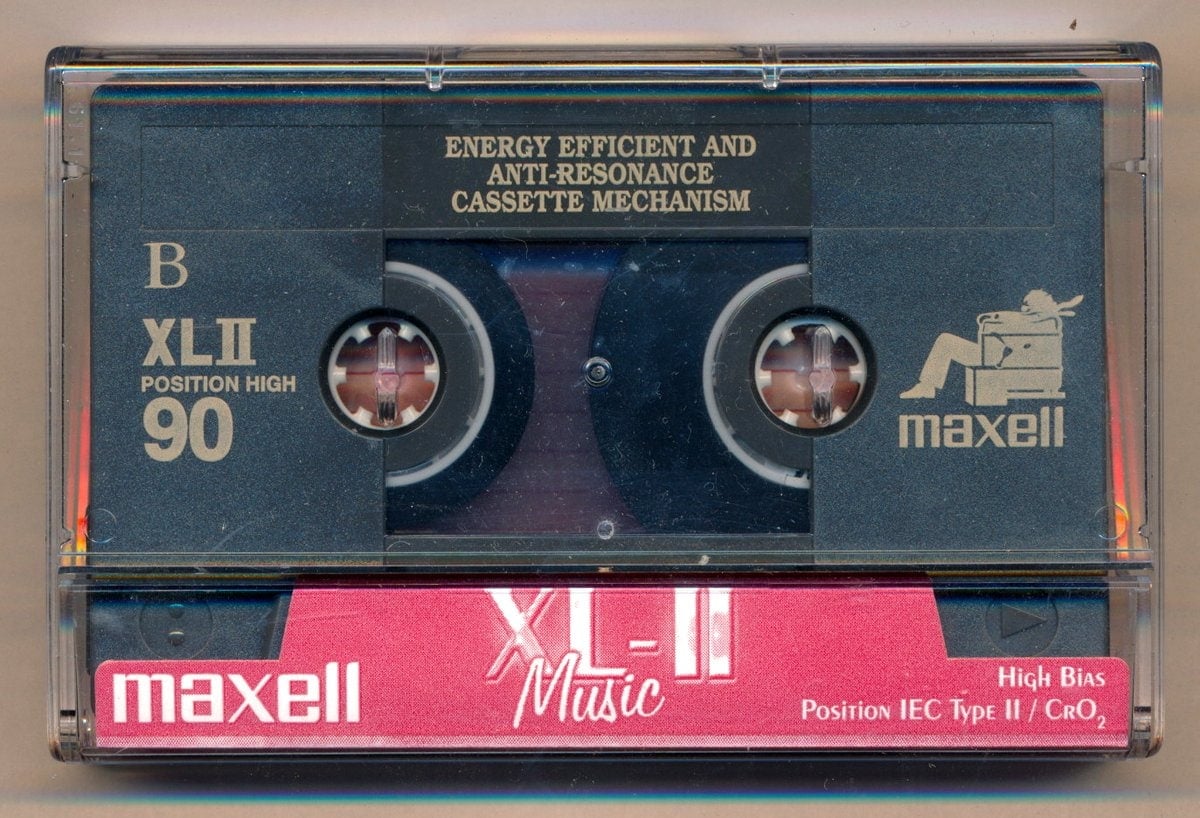 ENERGY EFFICIENT AND
ANTI-RESONANCE
CASSETTE MECHANISM
B
XLII
POSITION HIGH
90
maxell
XL-II
Music
maxell
High Bias
Position IEC Type II / CrO2